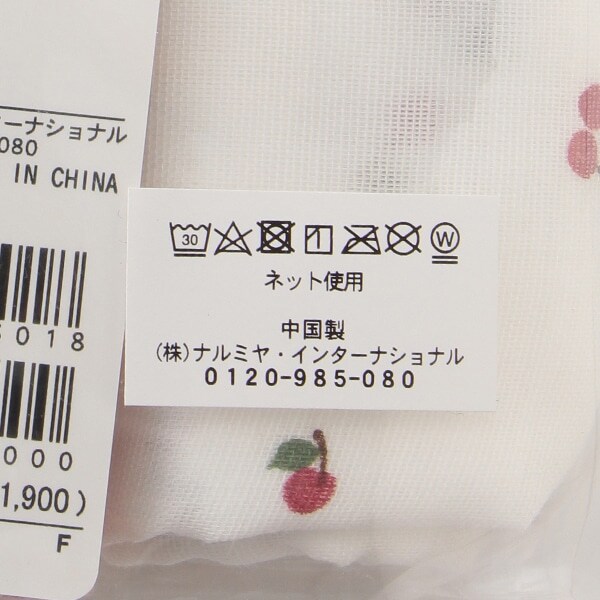 ターナショナル
080
IN CHINA
30
W
ネット使用
中国製
(株)ナルミヤ・インターナショナル
0120-985-080
018
000
1,900)
F